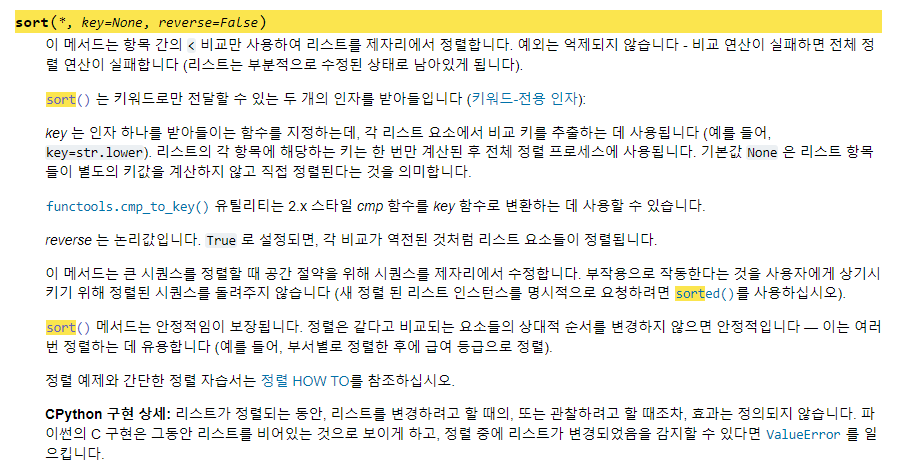 sort(*, key=None, reverse=False)
이 메서드는 항목 간의 < 비교만 사용하여 리스트를 제자리에서 정렬합니다. 예외는 억제되지 않습니다 - 비교 연산이 실패하면 전체 정
렬 연산이 실패합니다 (리스트는 부분적으로 수정된 상태로 남아있게 됩니다).
sort() 는 키워드로만 전달할 수 있는 두 개의 인자를 받아들입니다 (키워드-전용 인자):
key 는 인자 하나를 받아들이는 함수를 지정하는데, 각 리스트 요소에서 비교 키를 추출하는 데 사용됩니다 (예를 들어,
key=str.lower). 리스트의 각 항목에 해당하는 키는 한 번만 계산된 후 전체 정렬 프로세스에 사용됩니다. 기본값 None 은 리스트 항목
들이 별도의 키값을 계산하지 않고 직접 정렬된다는 것을 의미합니다.
functools.cmp_to_key() 유틸리티는 2.x 스타일 cmp 함수를 key 함수로 변환하는 데 사용할 수 있습니다.
reverse 는 논리값입니다. True 로 설정되면, 각 비교가 역전된 것처럼 리스트 요소들이 정렬됩니다.
이 메서드는 큰 시퀀스를 정렬할 때 공간 절약을 위해 시퀀스를 제자리에서 수정합니다. 부작용으로 작동한다는 것을 사용자에게 상기시
키기 위해 정렬된 시퀀스를 돌려주지 않습니다 (새 정렬 된 리스트 인스턴스를 명시적으로 요청하려면 sorted()를 사용하십시오).
sort() 메서드는 안정적임이 보장됩니다. 정렬은 같다고 비교되는 요소들의 상대적 순서를 변경하지 않으면 안정적입니다 — 이는 여러
번 정렬하는 데 유용합니다 (예를 들어, 부서별로 정렬한 후에 급여 등급으로 정렬).
정렬 예제와 간단한 정렬 자습서는 정렬 HOW TO를 참조하십시오.
CPython 구현 상세: 리스트가 정렬되는 동안, 리스트를 변경하려고 할 때의, 또는 관찰하려고 할 때조차, 효과는 정의되지 않습니다. 파
이썬의 C 구현은 그동안 리스트를 비어있는 것으로 보이게 하고, 정렬 중에 리스트가 변경되었음을 감지할 수 있다면 ValueError 를 일
으킵니다.